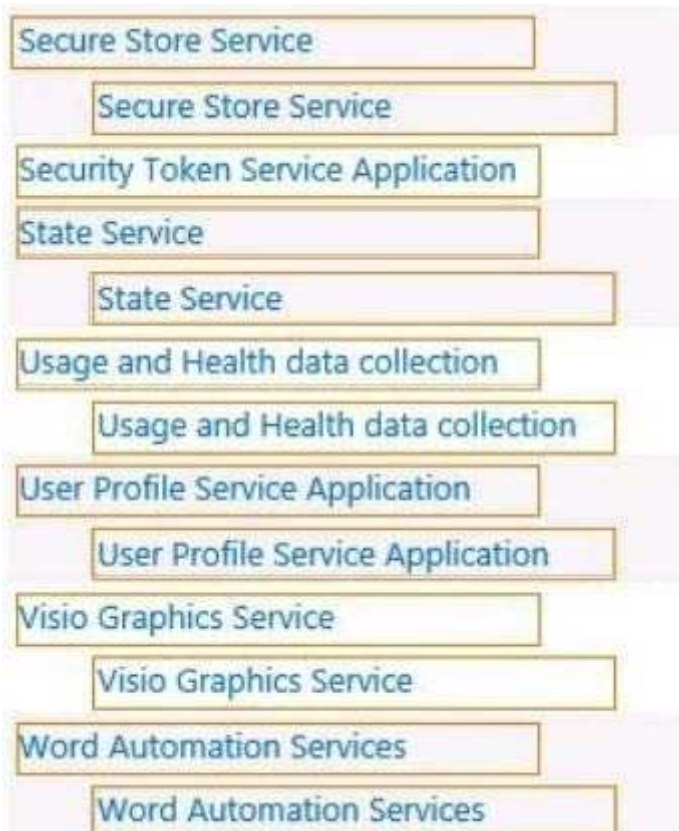 Secure Store Service
Secure Store Service
Security Token Service Application
State Service
State Service
Usage and Health data collection
Usage and Health data collection
User Profile Service Application
User Profile Service Application
Visio Graphics Service
Visio Graphics Service
Word Automation Services
Word Automation Services